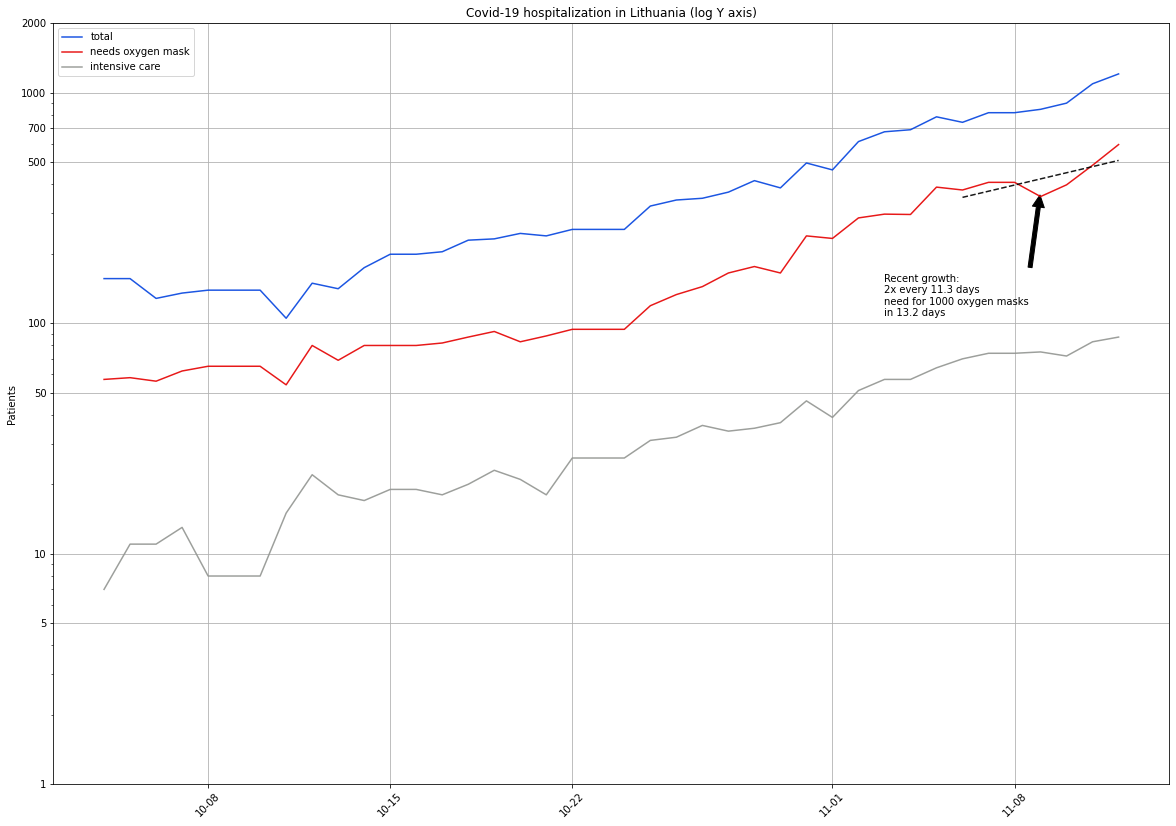 Covid-19 hospitalization in Lithuania (log Y axis)
total
needs oxygen mask
intensive care
2000
1000
700
500
100
50
10
5
1
Patients
Recent growth:
2x every 11.3 days
need for 1000 oxygen masks
in 13.2 days
10-08
10-15
10-22
11-01
11-08